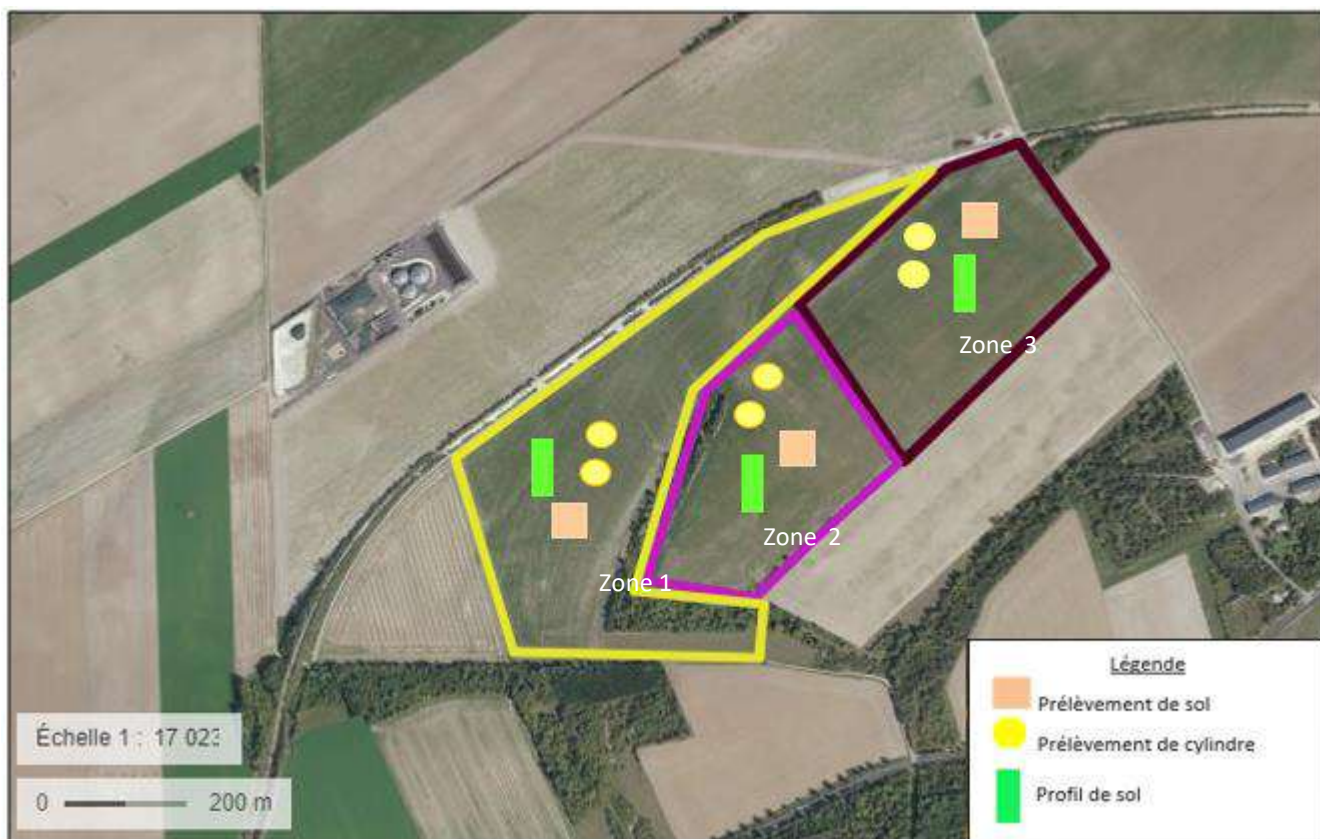 Zone 3
Zone 2
Zone 1
Légende
Prélèvement de sol
Prélèvement de cylindre
Profil de sol
Échelle 1 : 17 023
0 200 m